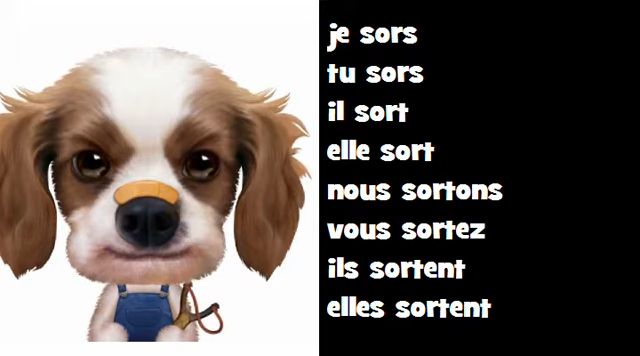 je sors
tu sors
il sort
elle sort
nous sortons
vous sortez
ils sortent
elles sortent